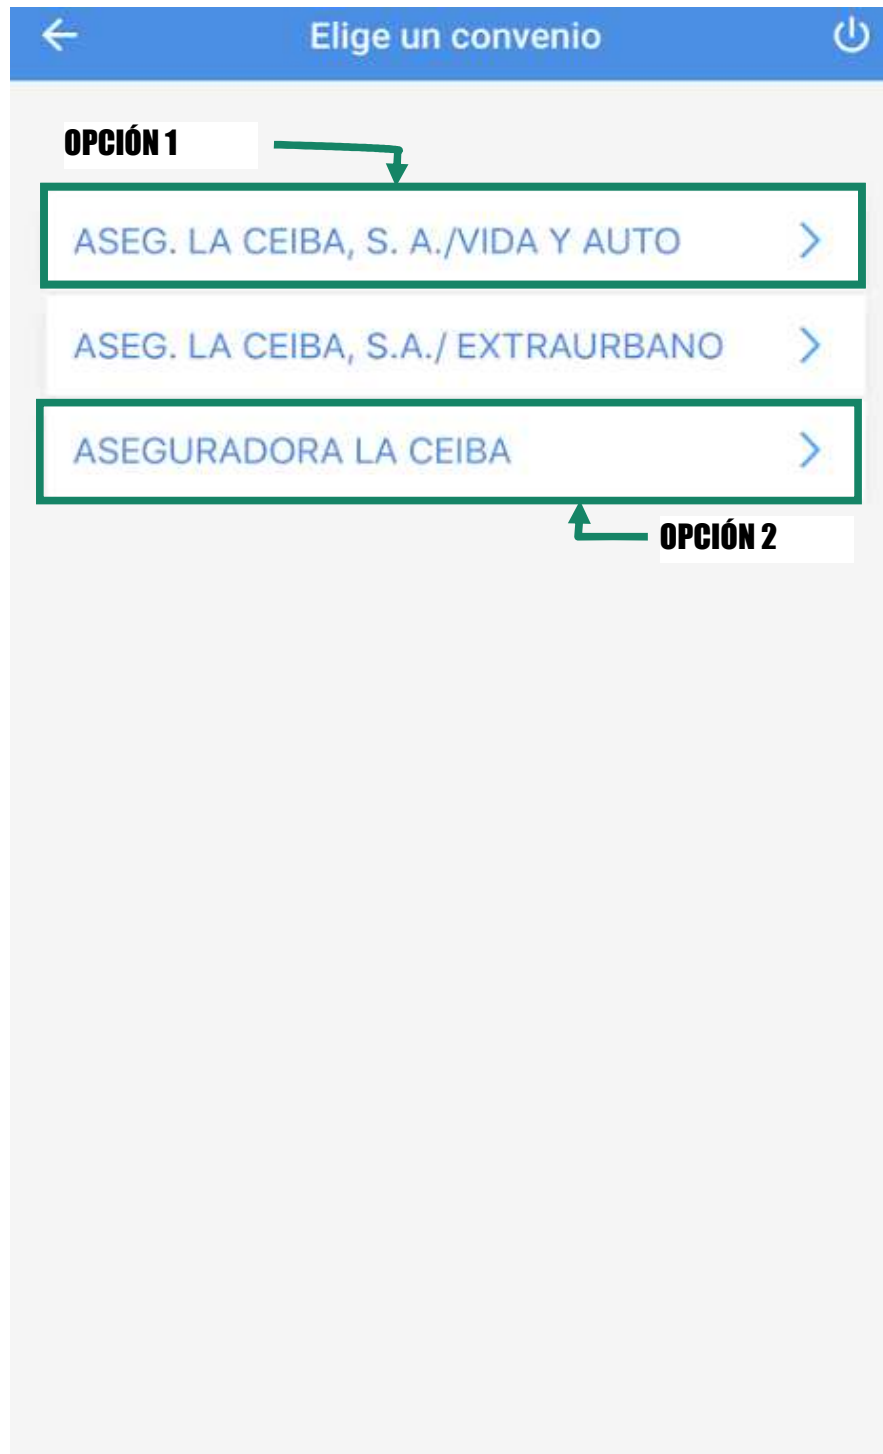 Elige un convenio
OPCIÓN 1
ASEG. LA CEIBA, S. A./VIDA Y AUTO
ASEG. LA CEIBA, S.A./ EXTRAURBANO
ASEGURADORA LA CEIBA
OPCIÓN 2